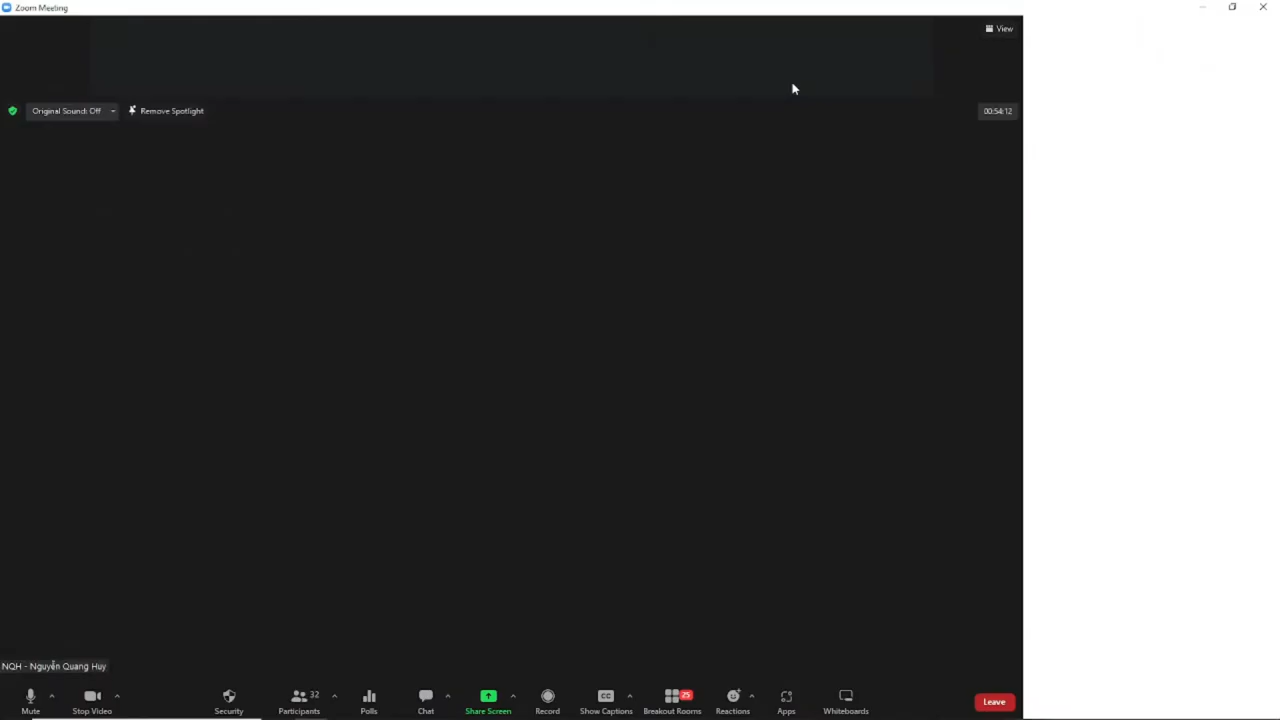 Zoom Meeting
View
Original Sound: Off
Remove Spotlight
00:54:12
NQH - Nguyễn Quang Huy
Mute
Stop Video
Security
32
Participants
Polls
Chat
Share Screen
Record
CC
Show Captions
25
Breakout Rooms
Reactions
Apps
Whiteboards
Leave